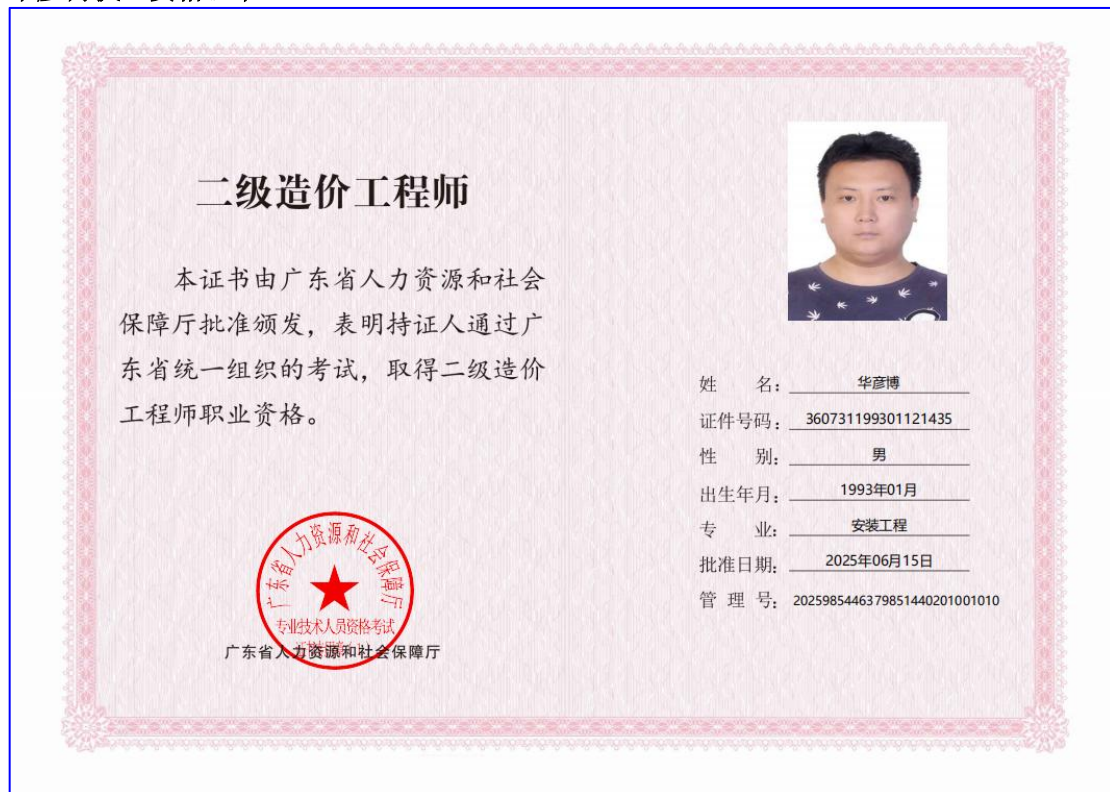 二级造价工程师
本证书由广东省人力资源和社会
保障厅批准颁发，表明持证人通过广
东省统一组织的考试，取得二级造价
工程师职业资格。
广东省人力资源和社会保障厅
专业技术人员资格考试
广东省人力资源和社会保障厅
姓 名：华彦博
证件号码：360731199301121435
性 别：男
出生年月：1993年01月
专 业：安装工程
批准日期：2025年06月15日
管 理 号：20259854463798514402010​01010